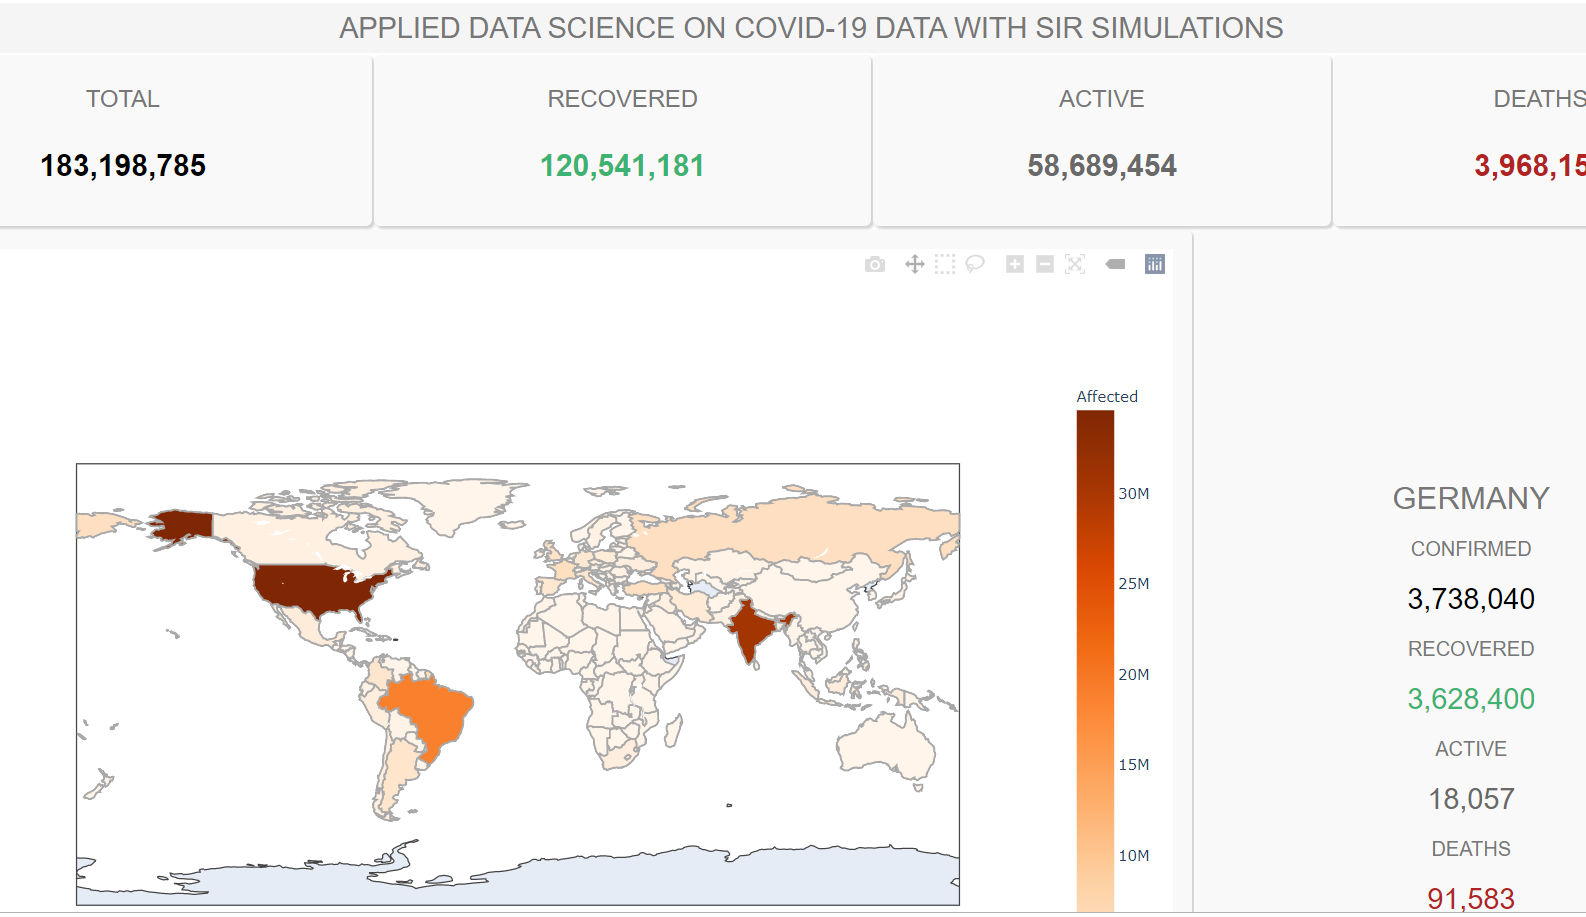 APPLIED DATA SCIENCE ON COVID-19 DATA WITH SIR SIMULATIONS
TOTAL
183,198,785
RECOVERED
120,541,181
ACTIVE
58,689,454
DEATHS
3,968,15
Affected
30M
25M
20M
15M
10M
GERMANY
CONFIRMED
3,738,040
RECOVERED
3,628,400
ACTIVE
18,057
DEATHS
91,583